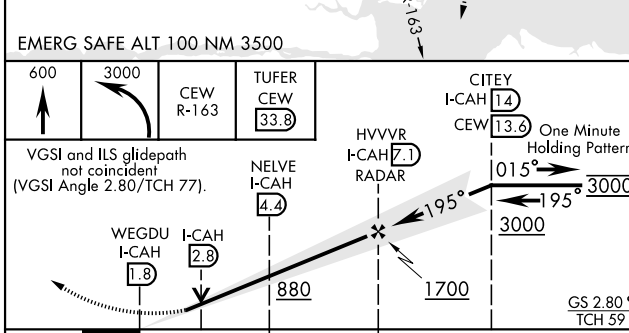 R-163
EMERG SAFE ALT 100 NM 3500
600
3000
CEW
R-163
TUFER
CEW
33.8
CITEY
I-CAH 14
CEW 13.6
One Minute
Holding Pattern
HVVVR
I-CAH 7.1
RADAR
015°
3000
195°
195°
3000
VGSI and ILS glidepath
not coincident
(VGSI Angle 2.80/TCH 77).
NELVE
I-CAH
4.4
WEGDU
I-CAH
1.8
I-CAH
2.8
880
1700
GS 2.80°
TCH 59